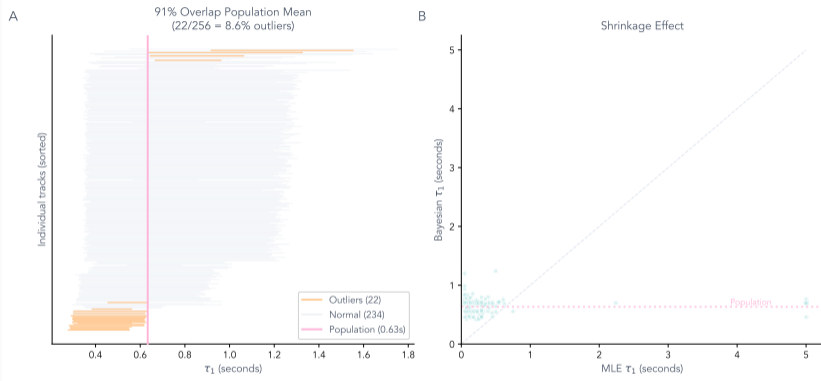 A
91% Overlap Population Mean
(22/256 = 8.6% outliers)
Individual tracks (sorted)
Outliers (22)
Normal (234)
Population (0.63s)
0.4 0.6 0.8 1.0 1.2 1.4 1.6 1.8
τ1 (seconds)
B
Shrinkage Effect
Bayesian τ1 (seconds)
5
4
3
2
1
0
Population
0 1 2 3 4 5
MLE τ1 (seconds)